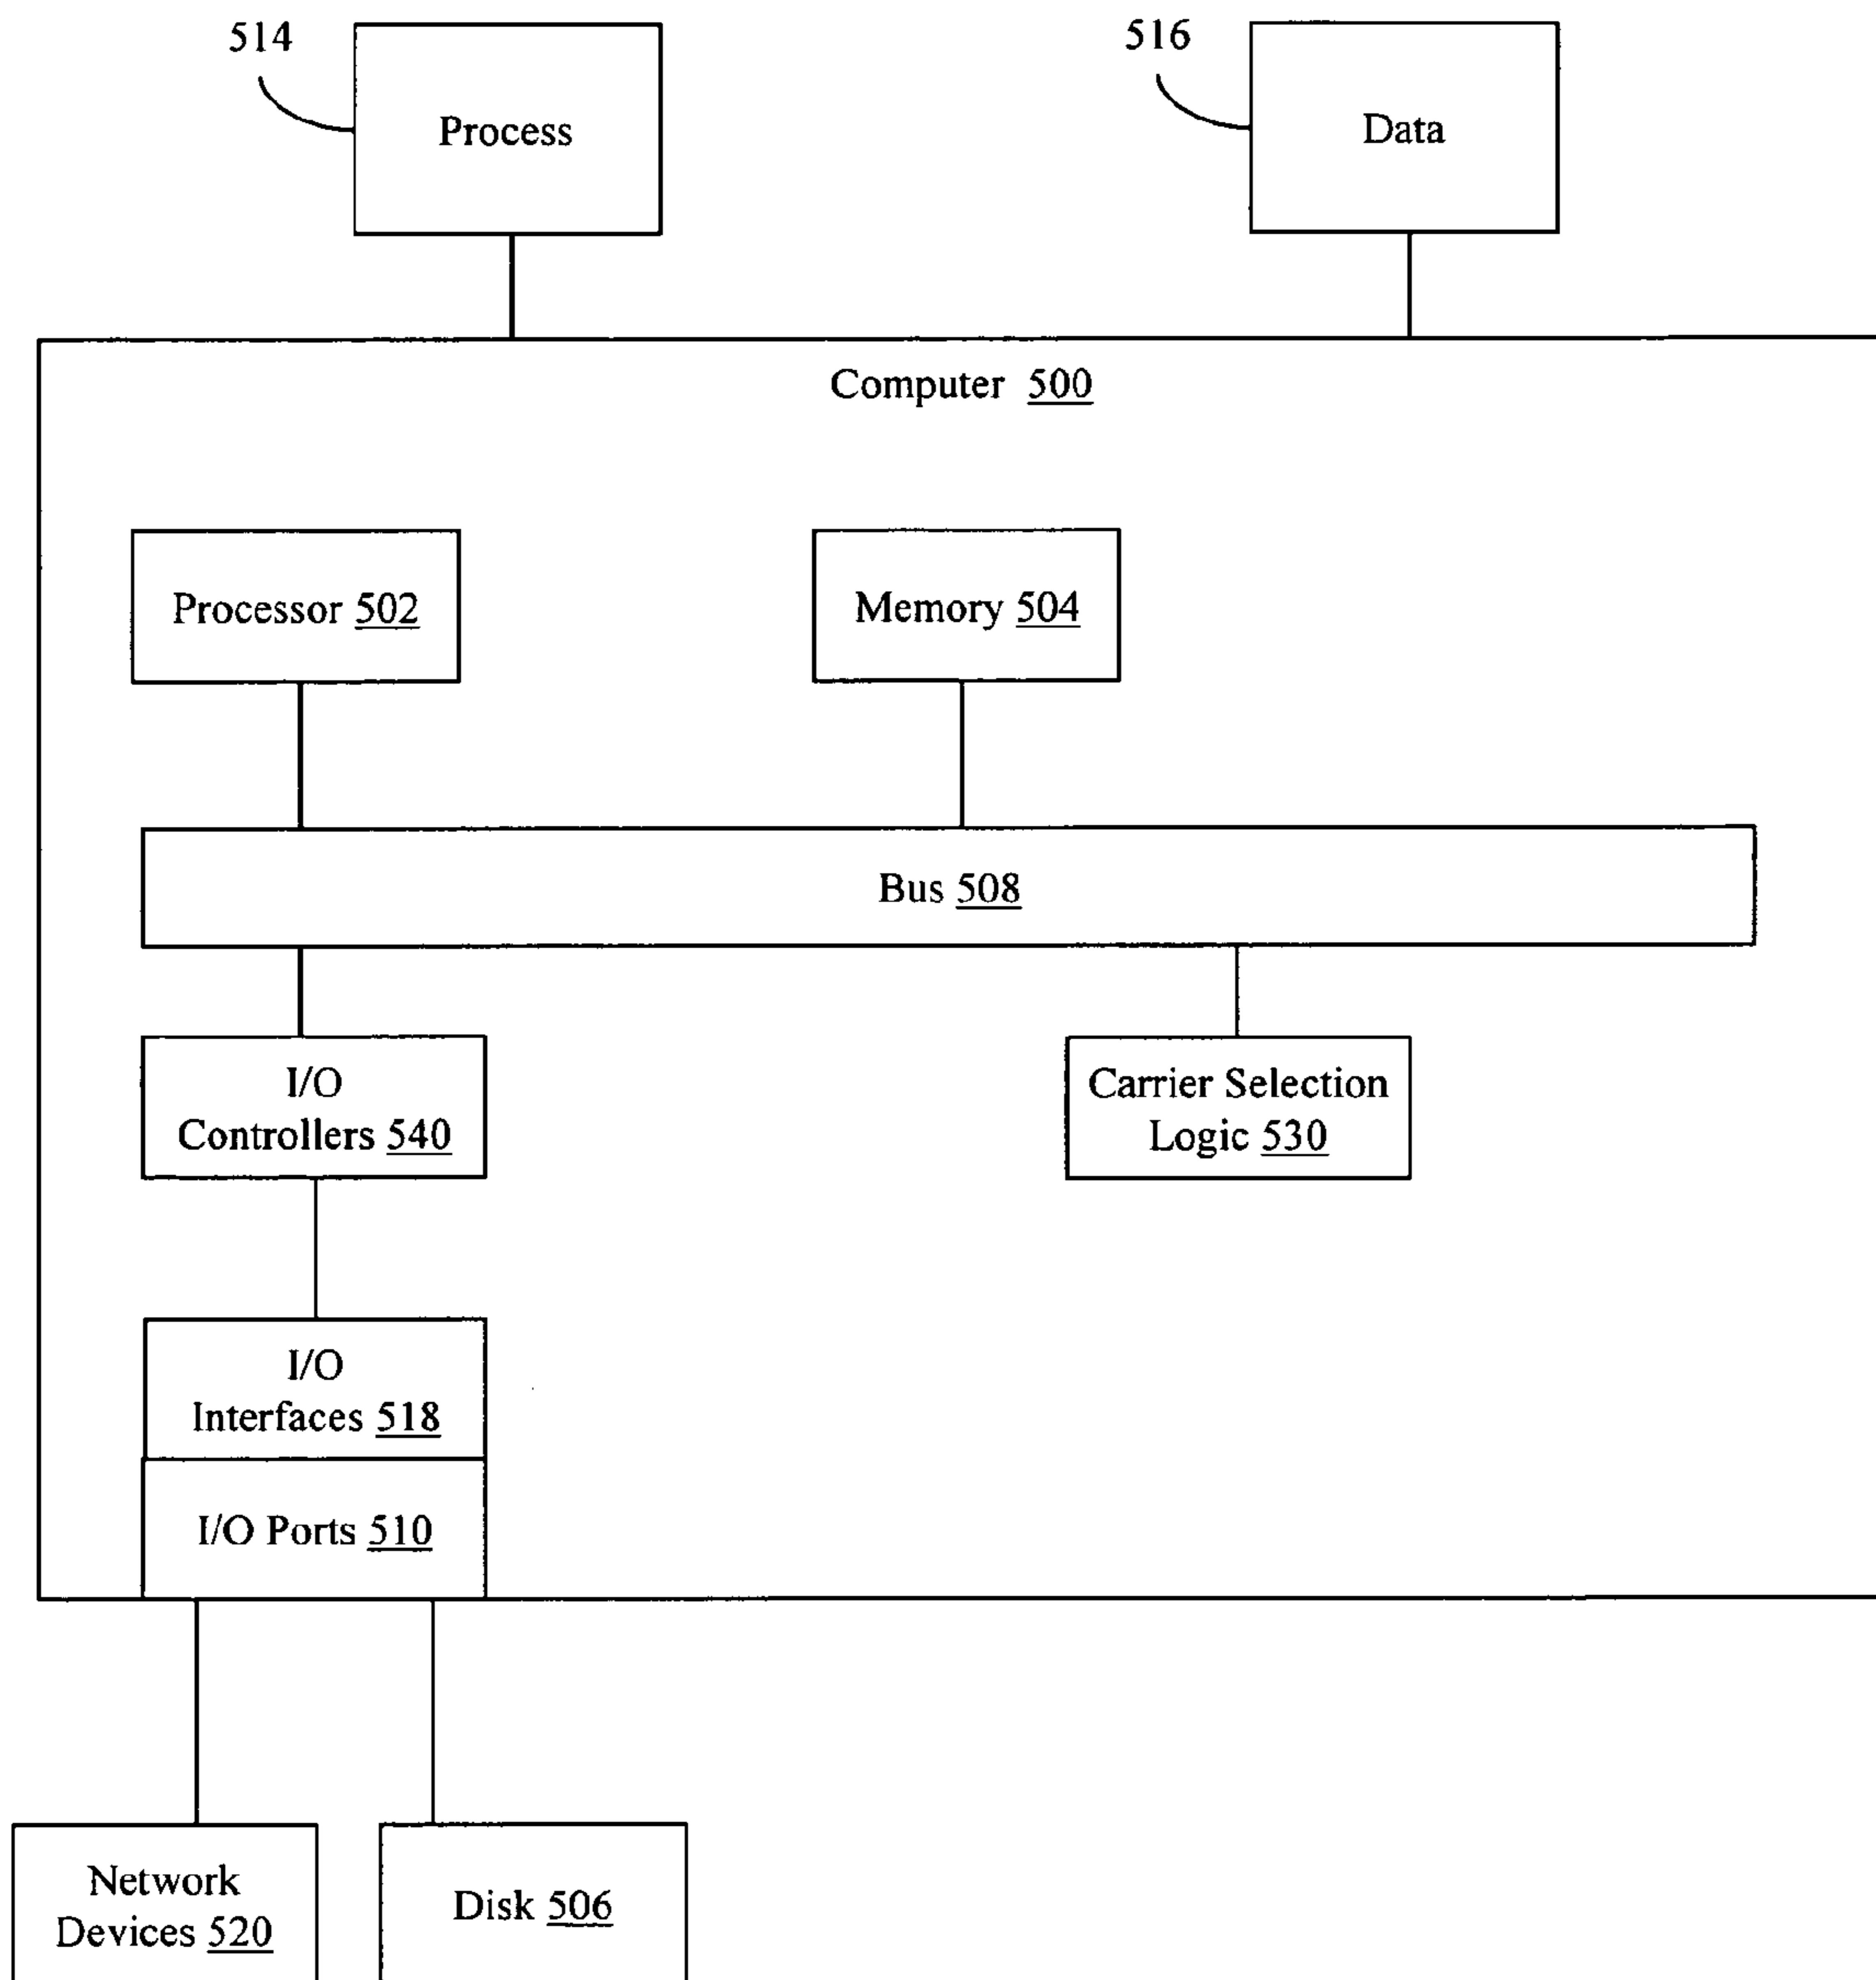 514
Process
516
Data
Computer 500
Processor 502
Memory 504
Bus 508
I/O
Controllers 540
Carrier Selection
Logic 530
I/O
Interfaces 518
I/O Ports 510
Network
Devices 520
Disk 506